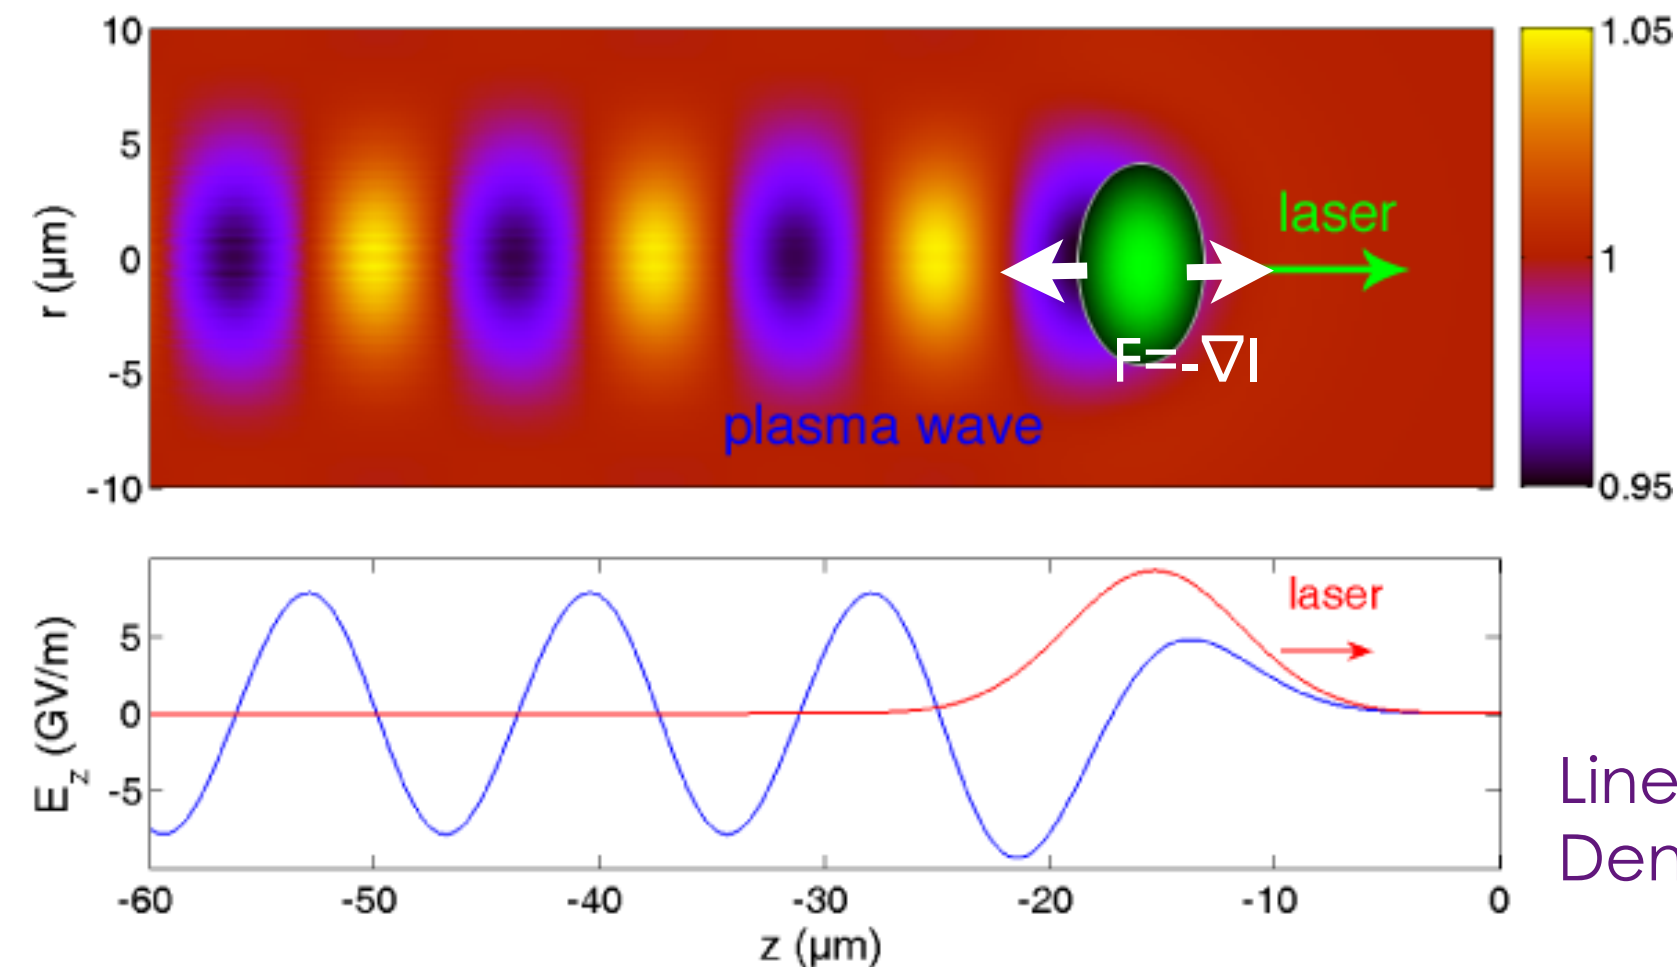 10
5
0
-5
-10
r (µm)
laser
F=-∇I
plasma wave
1.05
1
0.95
5
0
-5
E_z (GV/m)
laser
-60 -50 -40 -30 -20 -10 0
z (µm)
Line
Den